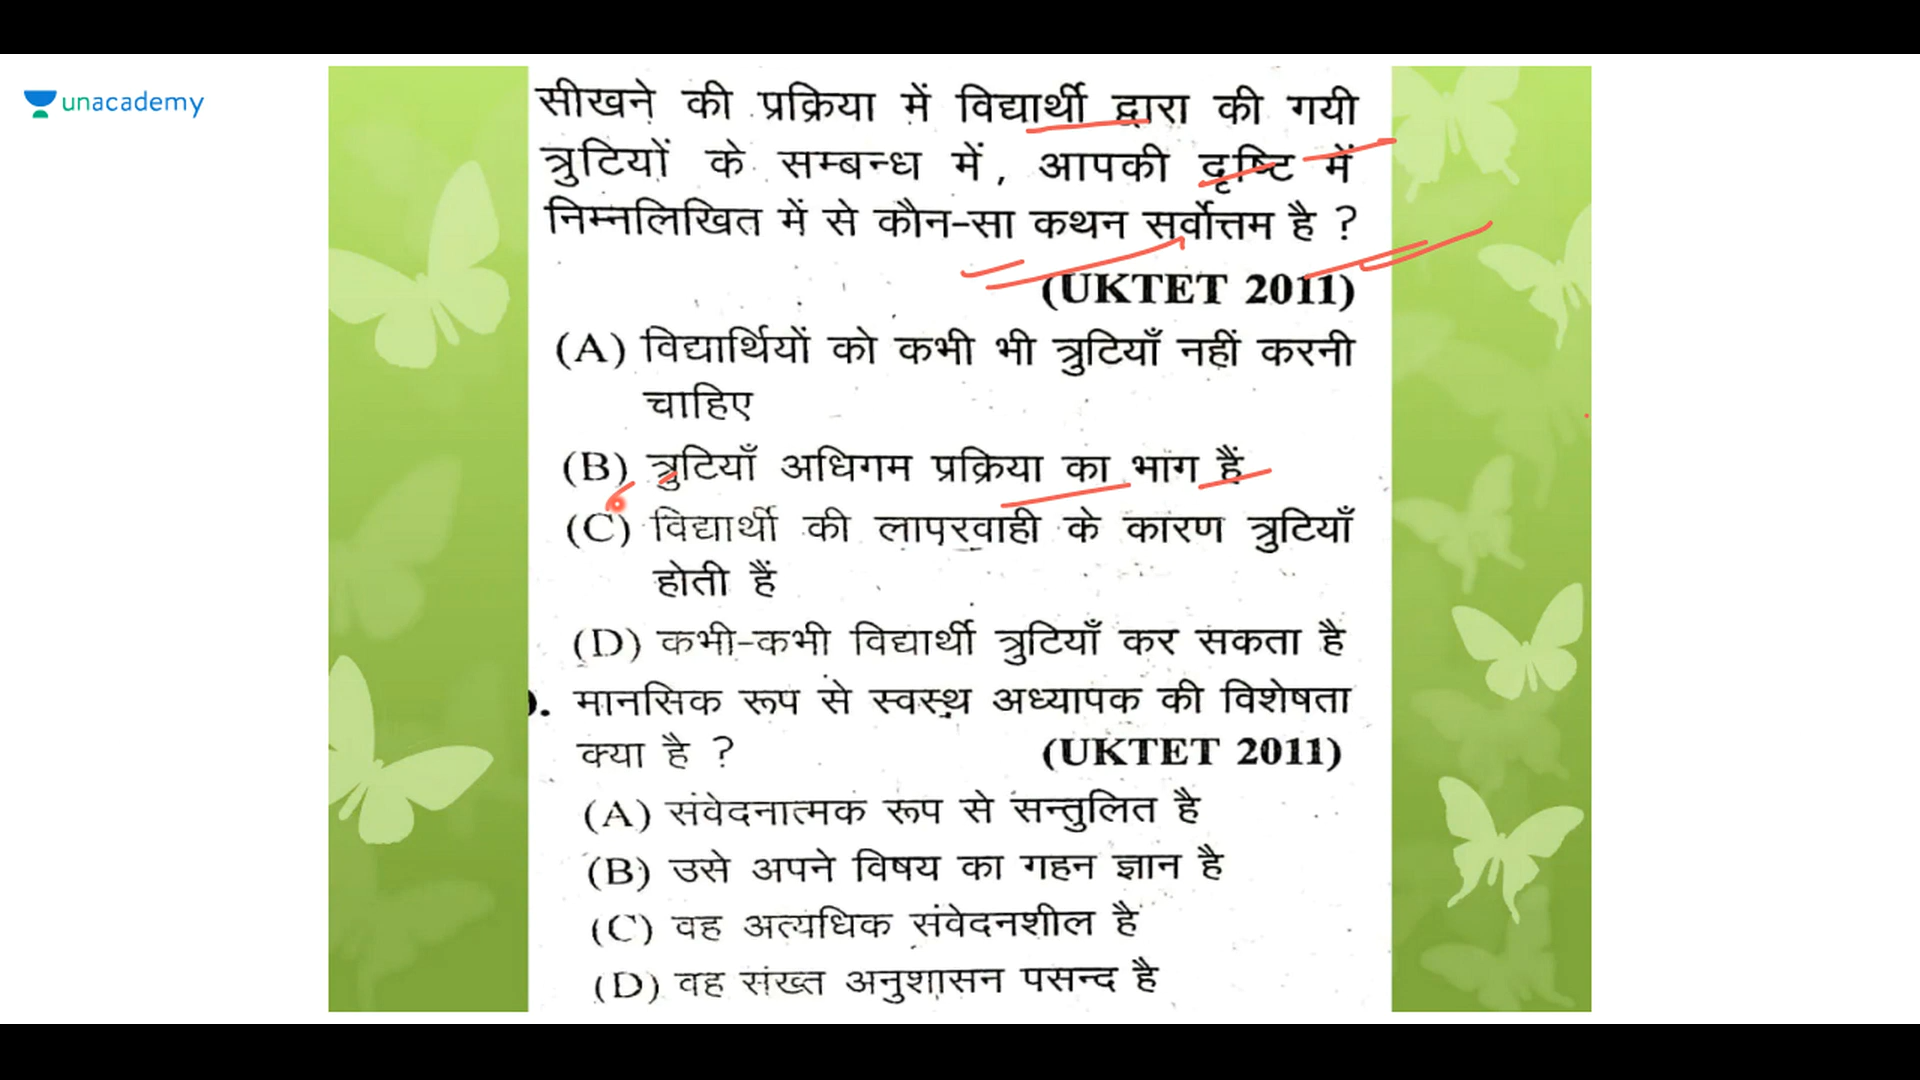 unacademy
सीखने की प्रक्रिया में विद्यार्थी द्वारा की गयी
त्रुटियों के सम्बन्ध में, आपकी दृष्टि में
निम्नलिखित में से कौन-सा कथन सर्वोत्तम है ?
(UKTET 2011)
(A) विद्यार्थियों को कभी भी त्रुटियाँ नहीं करनी
चाहिए
(B) त्रुटियाँ अधिगम प्रक्रिया का भाग हैं
(C) विद्यार्थी की लापरवाही के कारण त्रुटियाँ
होती हैं
(D) कभी-कभी विद्यार्थी त्रुटियाँ कर सकता है
. मानसिक रूप से स्वस्थ अध्यापक की विशेषता
क्या है ? (UKTET 2011)
(A) संवेदनात्मक रूप से सन्तुलित है
(B) उसे अपने विषय का गहन ज्ञान है
(C) वह अत्यधिक संवेदनशील है
(D) वह सख्त अनुशासन पसन्द है